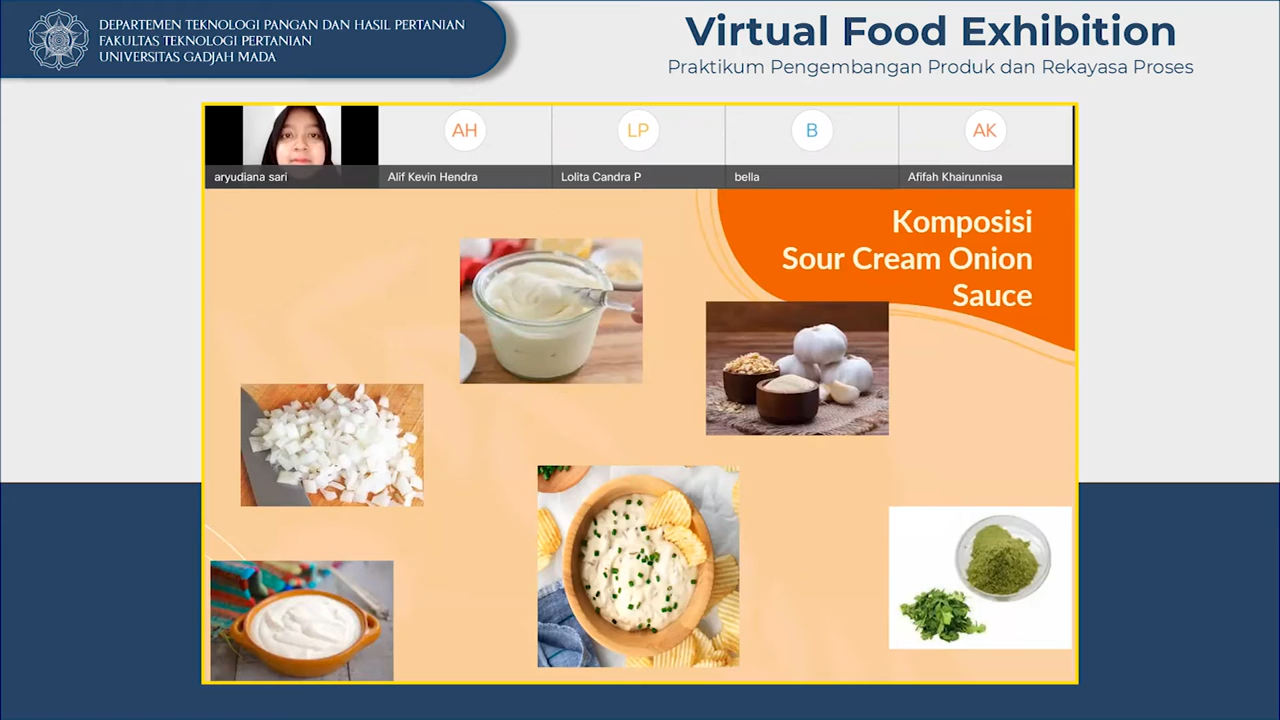 DEPARTEMEN TEKNOLOGI PANGAN DAN HASIL PERTANIAN
FAKULTAS TEKNOLOGI PERTANIAN
UNIVERSITAS GADJAH MADA
Virtual Food Exhibition
Praktikum Pengembangan Produk dan Rekayasa Proses
AH
LP
B
AK
aryudiana sari
Alif Kevin Hendra
Lolita Candra P
bella
Afifah Khairunnisa
Komposisi
Sour Cream Onion
Sauce